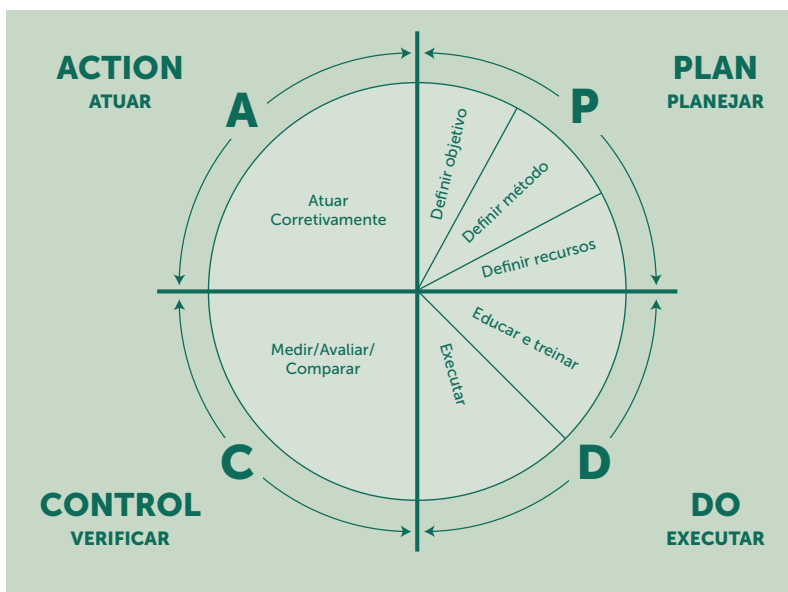 ACTION
ATUAR
A
PLAN
PLANEJAR
P
Atuar
Corretivamente
Definir objetivo
Definir método
Definir recursos
Medir/Avaliar/
Comparar
Executar
Educar e treinar
C
CONTROL
VERIFICAR
D
DO
EXECUTAR